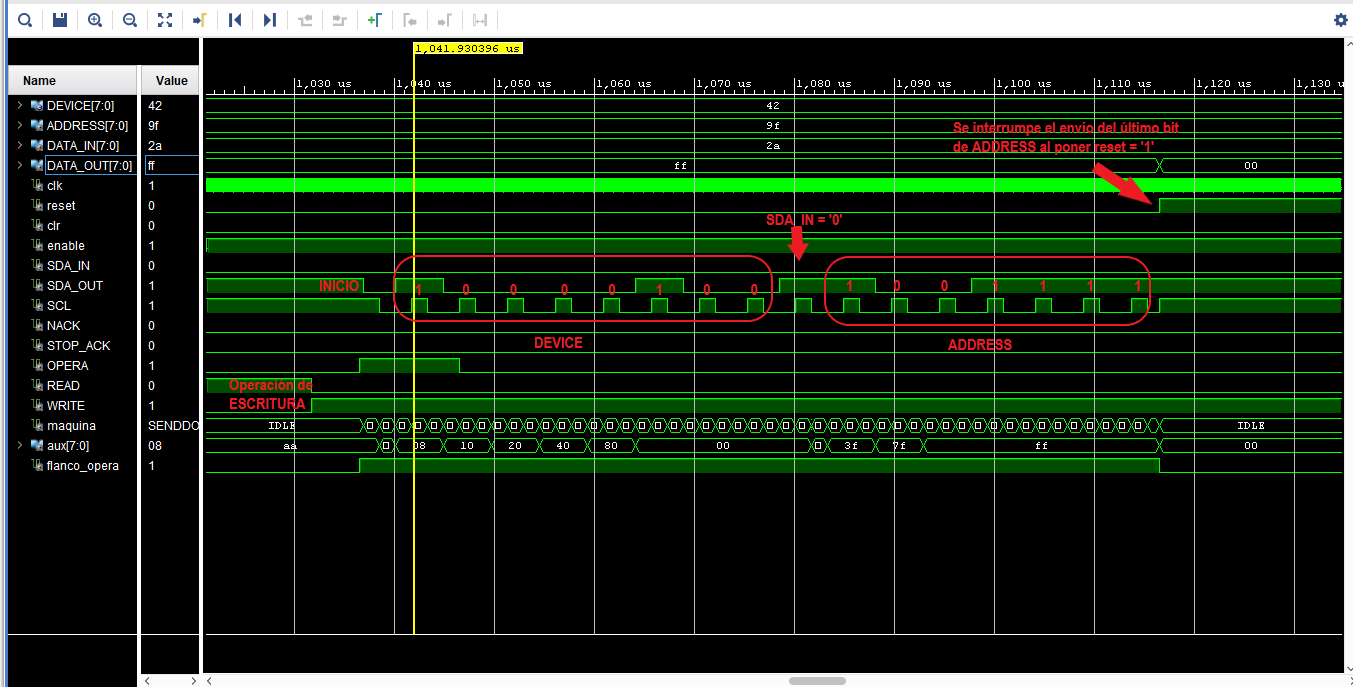 1,041.930396 us
Name
Value
1,030 us
1,040 us
1,050 us
1,060 us
1,070 us
1,080 us
1,090 us
1,100 us
1,110 us
1,120 us
DEVICE[7:0]
42
42
ADDRESS[7:0]
9f
9f
Se interrumpe el envío del último bit
DATA_IN[7:0]
2a
2a
de ADDRESS al poner reset = '1'
DATA_OUT[7:0]
ff
ff
00
clk
1
reset
0
SDA_IN = '0'
clr
0
enable
1
SDA_IN
0
SDA_OUT
1
INICIO
1 0 0 0 0 1 0 0
1 0 0 1 1 1 1
SCL
1
NACK
0
STOP_ACK
0
DEVICE
ADDRESS
OPERA
1
READ
0
Operación de
WRITE
1
ESCRITURA
maquina
SENDDO
IDLE
IDLE
aux[7:0]
08
aa
08
10
20
40
80
00
3f
7f
ff
00
flanco_opera
1